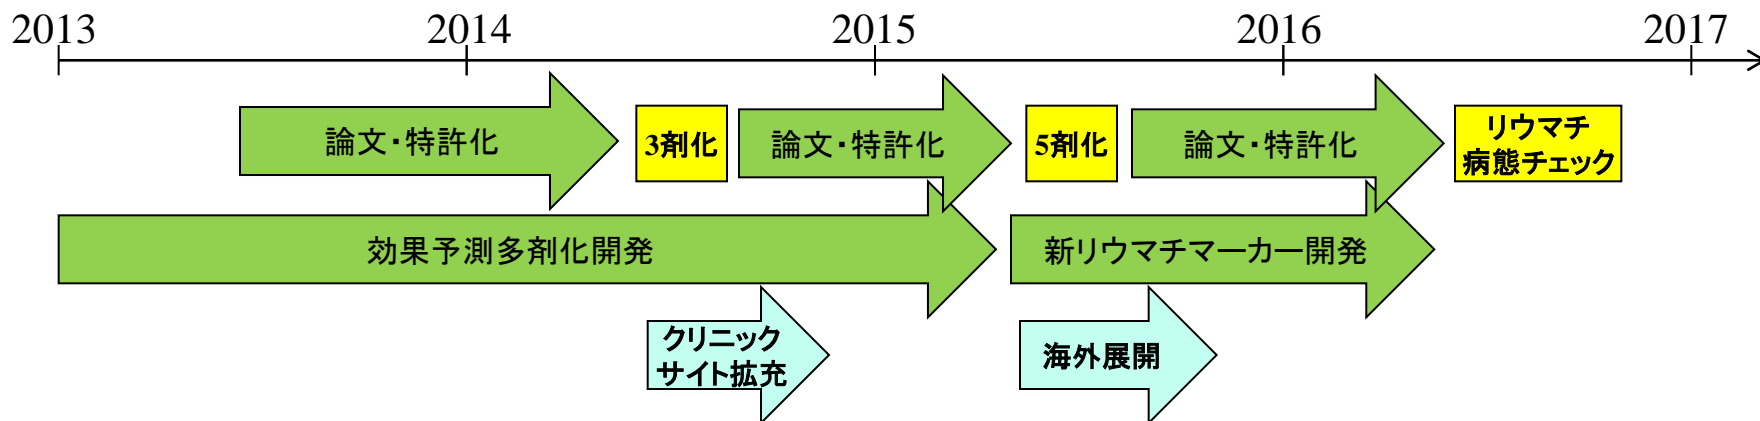 2013
2014
2015
2016
2017
論文・特許化
3剤化
論文・特許化
5剤化
論文・特許化
リウマチ
病態チェック
効果予測多剤化開発
新リウマチマーカー開発
クリニック
サイト拡充
海外展開